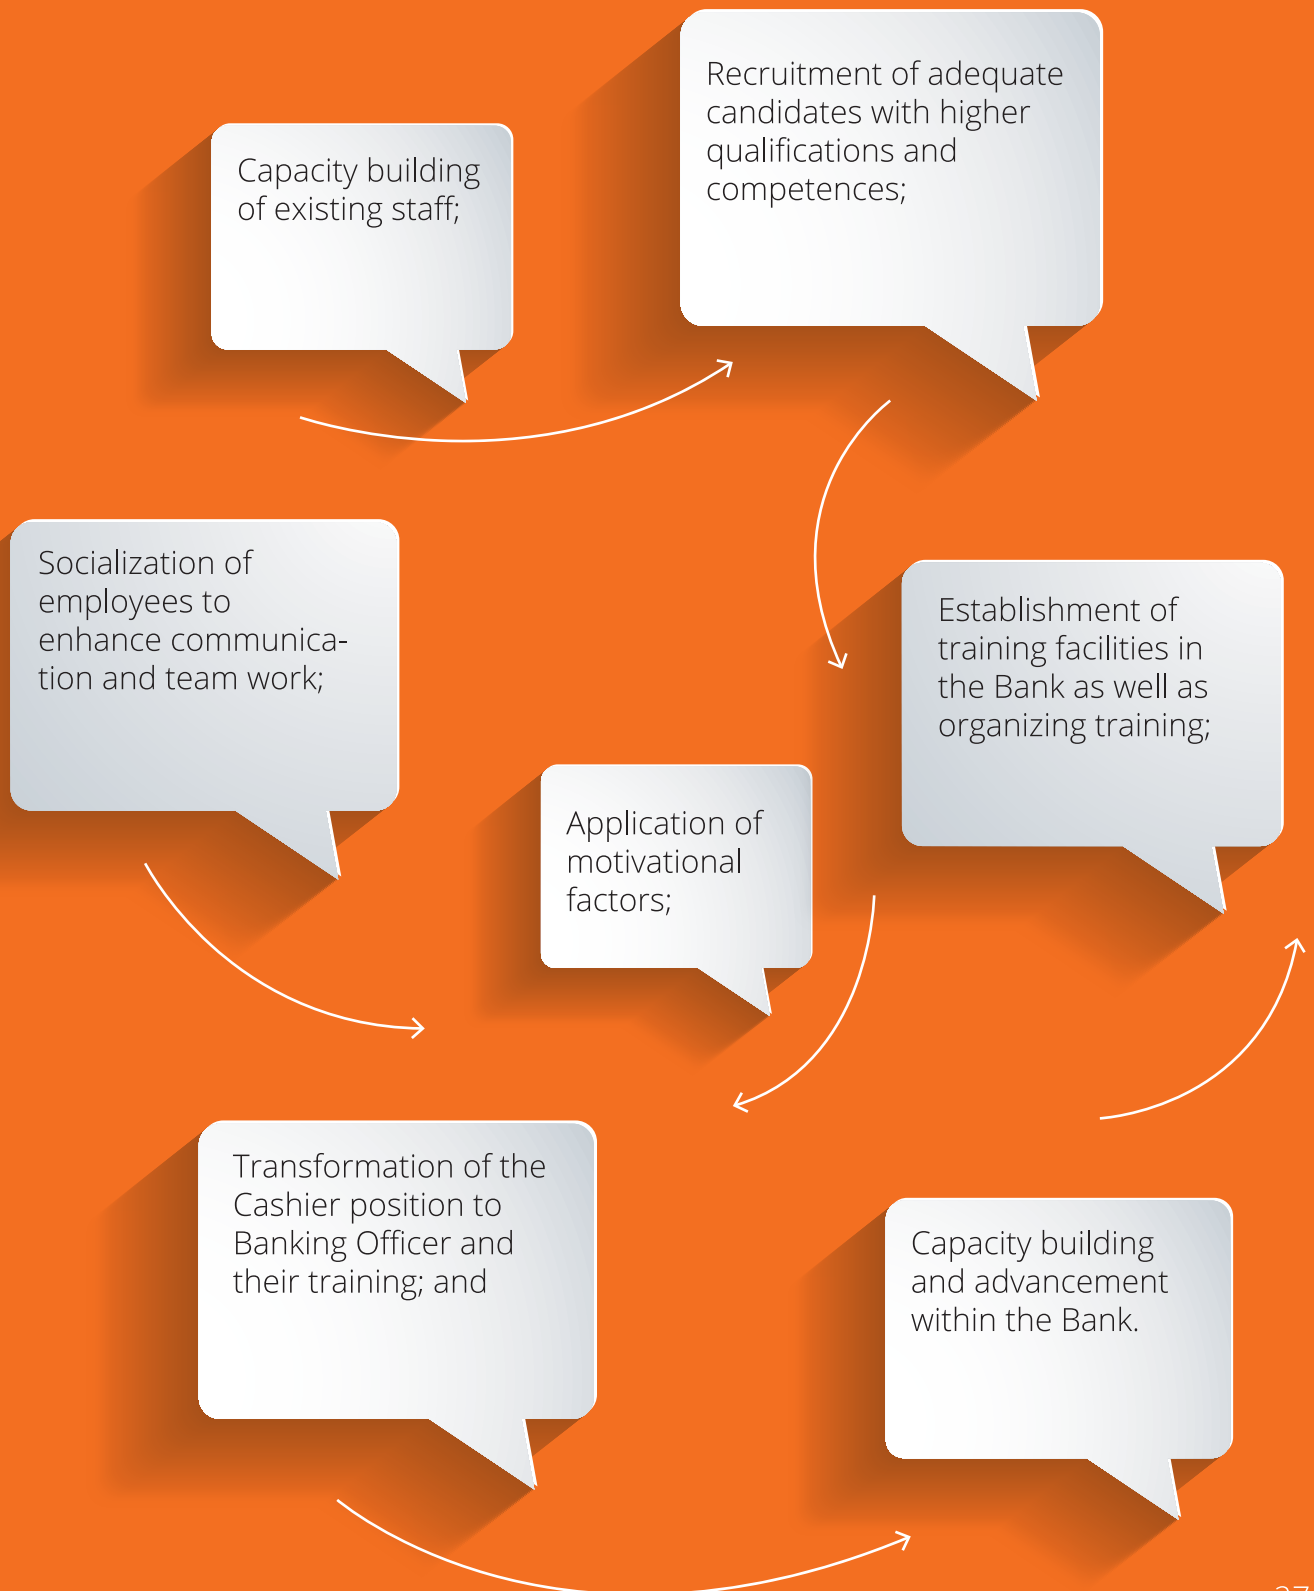 Capacity building
of existing staff;
Recruitment of adequate
candidates with higher
qualifications and
competences;
Socialization of
employees to
enhance communica-
tion and team work;
Establishment of
training facilities in
the Bank as well as
organizing training;
Application of
motivational
factors;
Transformation of the
Cashier position to
Banking Officer and
their training; and
Capacity building
and advancement
within the Bank.